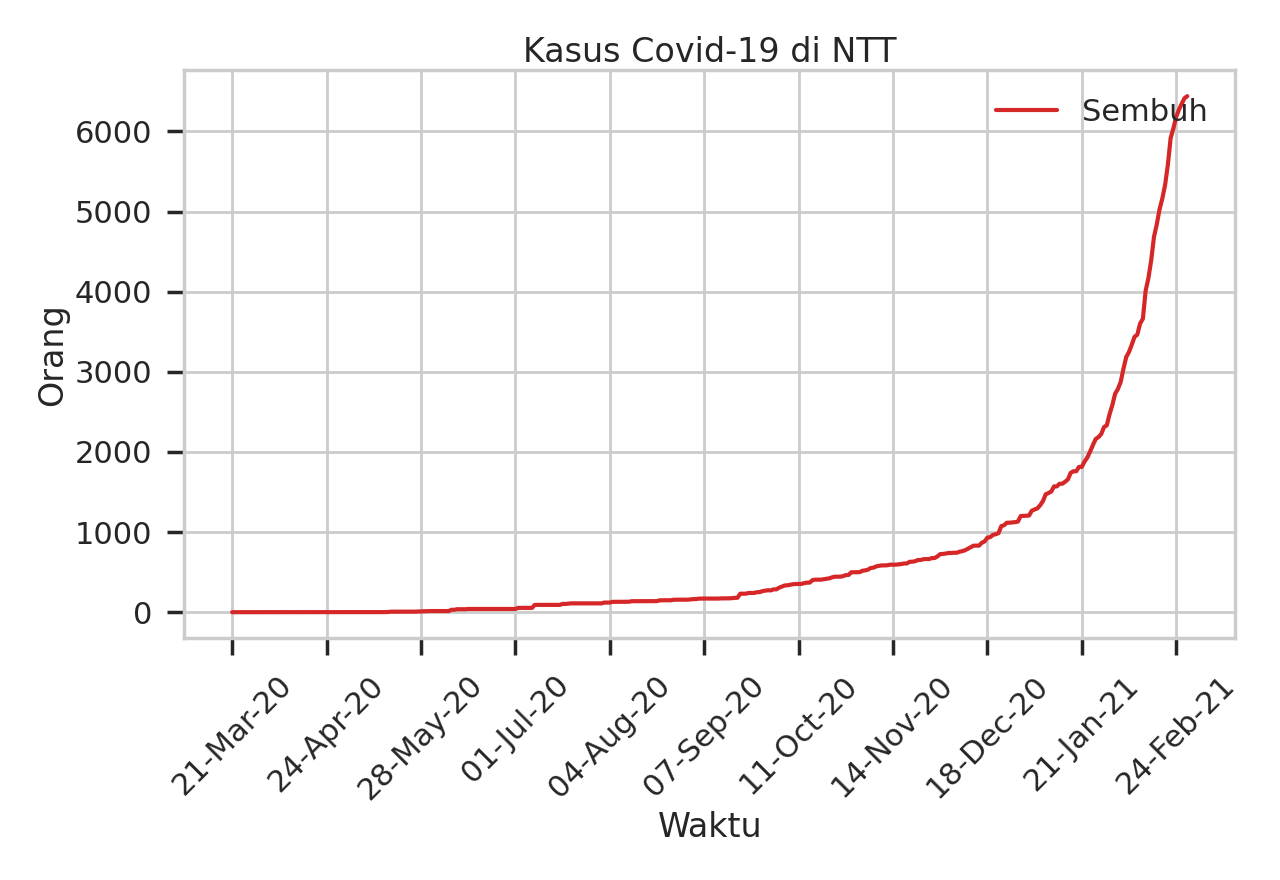 Kasus Covid-19 di NTT
Sembuh
Orang
6000
5000
4000
3000
2000
1000
0
21-Mar-20
24-Apr-20
28-May-20
01-Jul-20
04-Aug-20
07-Sep-20
11-Oct-20
14-Nov-20
18-Dec-20
21-Jan-21
24-Feb-21
Waktu